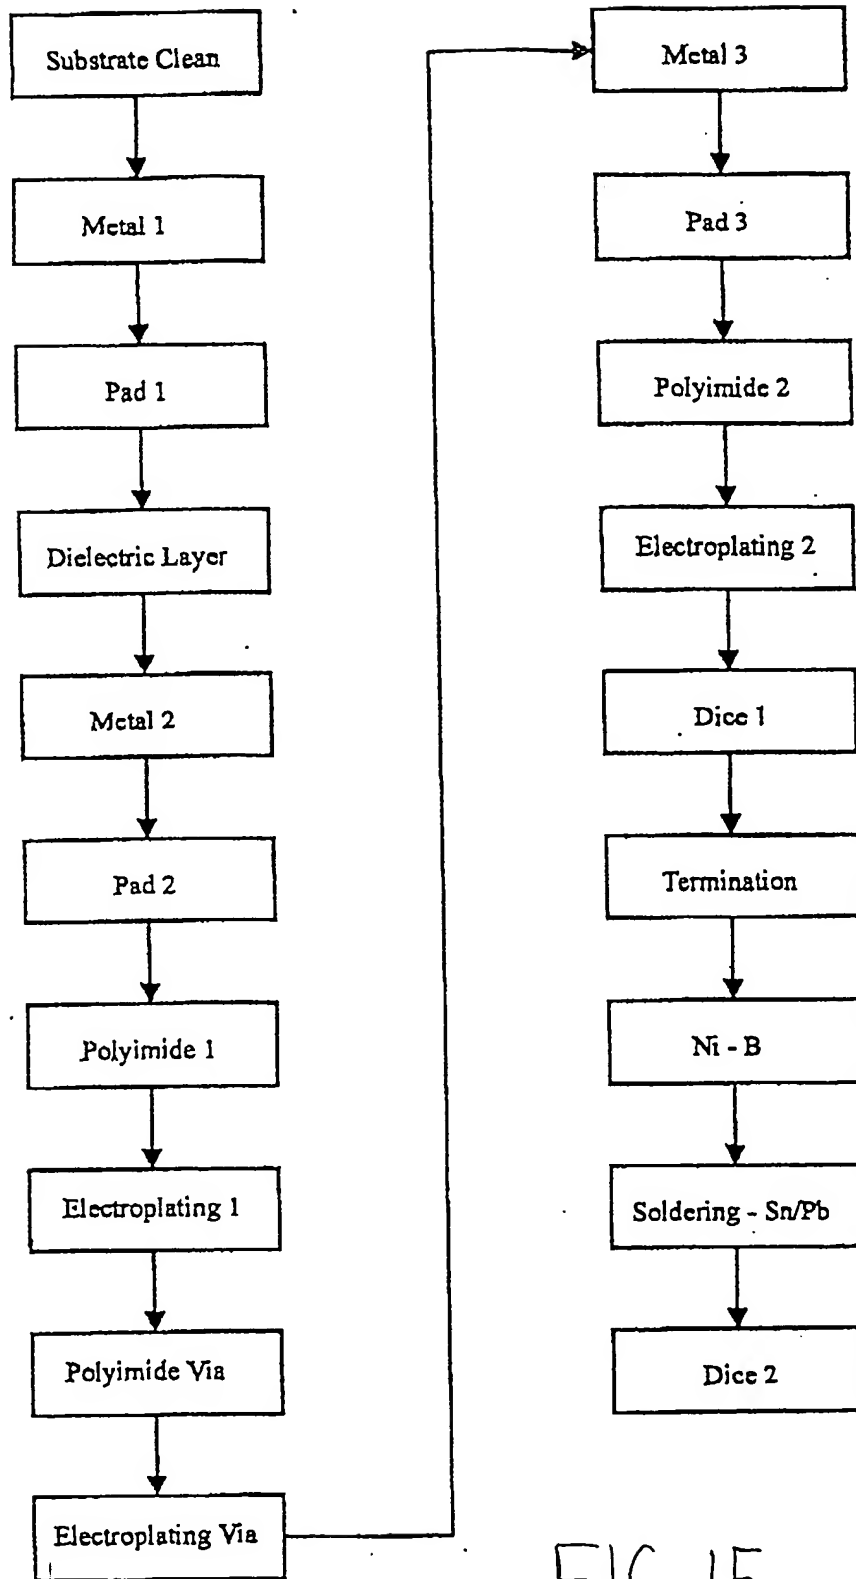 Substrate Clean
Metal 1
Pad 1
Dielectric Layer
Metal 2
Pad 2
Polyimide 1
Electroplating 1
Polyimide Via
Electroplating Via
Metal 3
Pad 3
Polyimide 2
Electroplating 2
Dice 1
Termination
Ni - B
Soldering - Sn/Pb
Dice 2